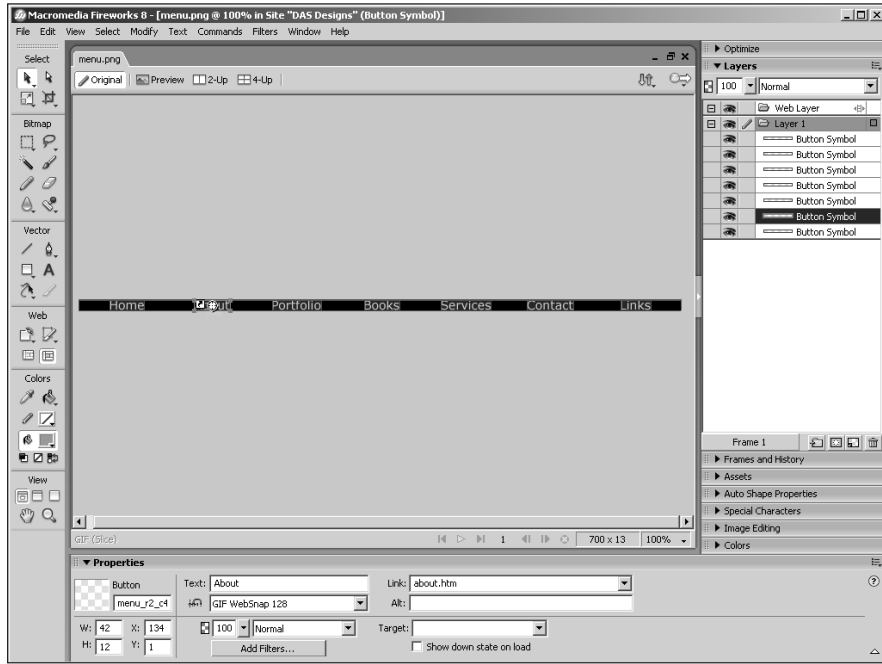 Macromedia Fireworks 8 - [menu.png @ 100% in Site "DAS Designs" (Button Symbol)]
File Edit View Select Modify Text Commands Filters Window Help
Select
Bitmap
Vector
Web
Colors
View
menu.png
Original Preview 2-Up 4-Up
Home Portfolio Books Services Contact Links
GIF (Slice) 1 700 x 13 100%
Optimize
Layers
100 Normal
Web Layer
Layer 1
Button Symbol
Button Symbol
Button Symbol
Button Symbol
Button Symbol
Button Symbol
Button Symbol
Frame 1
Frames and History
Assets
Auto Shape Properties
Special Characters
Image Editing
Colors
Properties
Button Text: About Link: about.htm
menu_r2_c4 GIF WebSnap 128 Alt:
W: 42 X: 134 100 Normal Target:
H: 12 Y: 1 Add Filters... Show down state on load